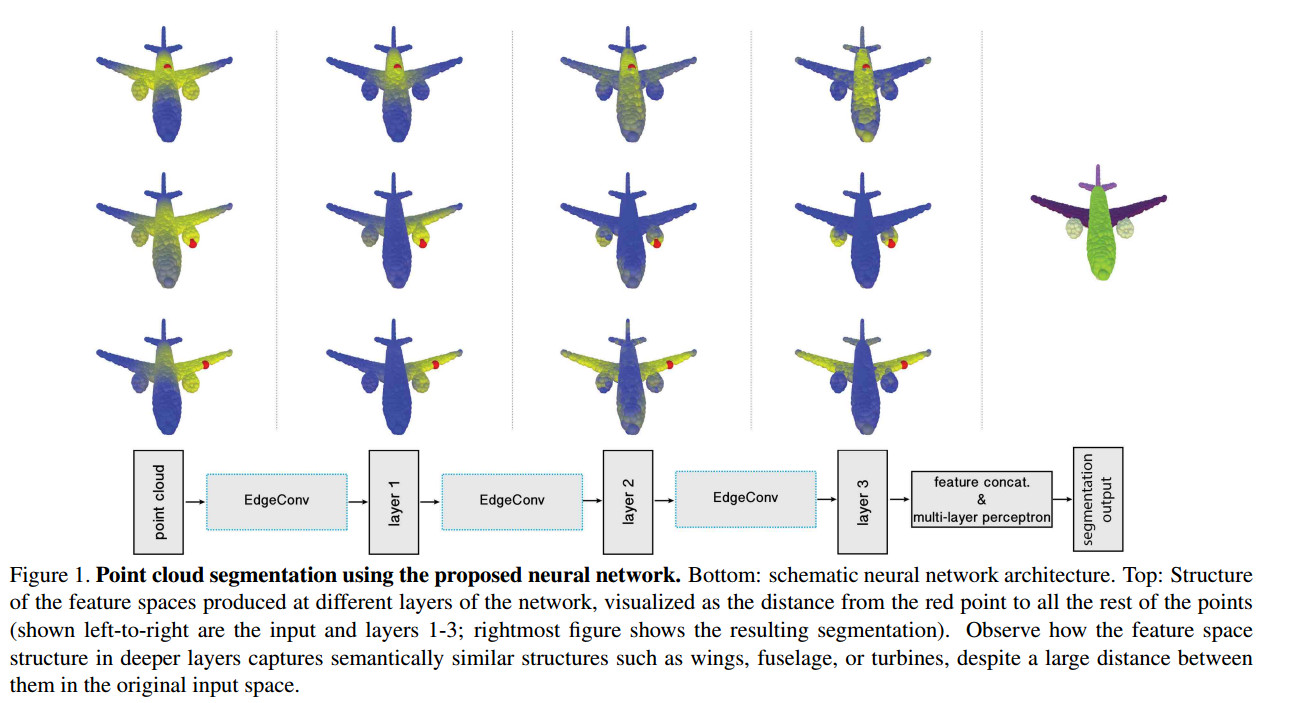 point cloud
EdgeConv
layer 1
EdgeConv
layer 2
EdgeConv
layer 3
feature concat.
&
multi-layer perceptron
segmentation
output
Figure 1. Point cloud segmentation using the proposed neural network. Bottom: schematic neural network architecture. Top: Structure
of the feature spaces produced at different layers of the network, visualized as the distance from the red point to all the rest of the points
(shown left-to-right are the input and layers 1-3; rightmost figure shows the resulting segmentation). Observe how the feature space
structure in deeper layers captures semantically similar structures such as wings, fuselage, or turbines, despite a large distance between
them in the original input space.